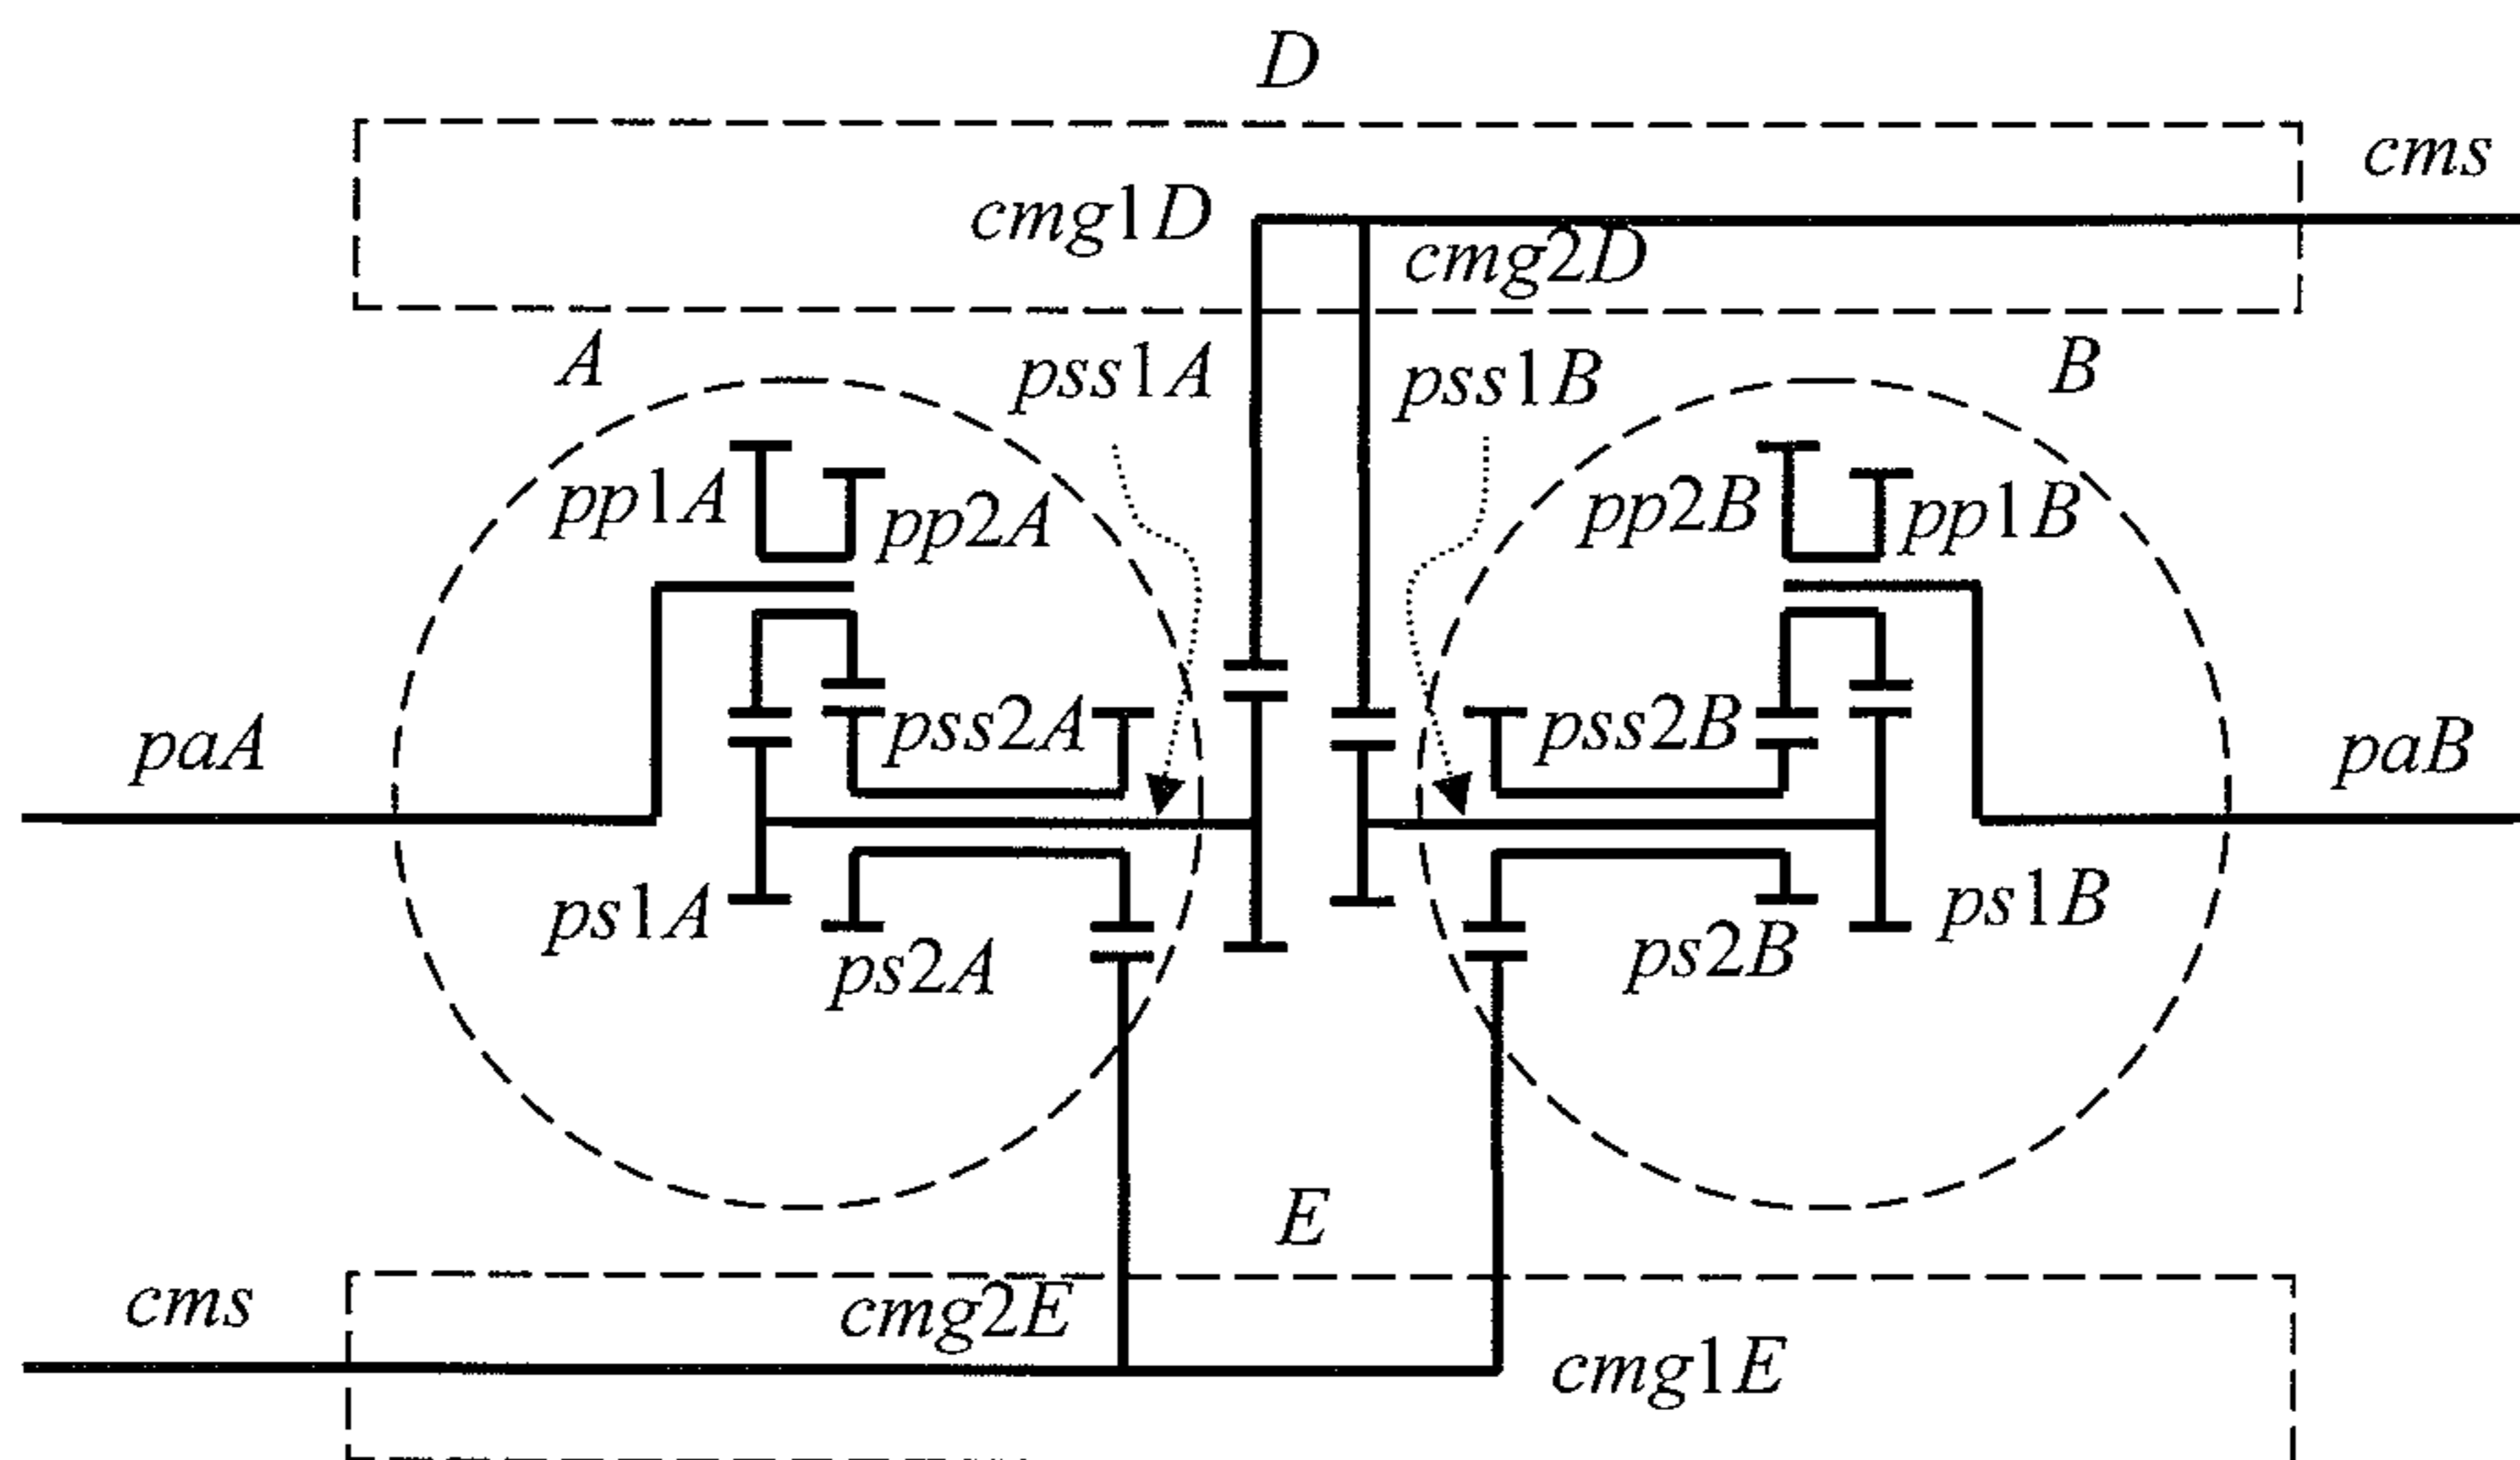 D
cms
cmg1D
cmg2D
A
pss1A
pss1B
B
pp1A
pp2A
pp2B
pp1B
paA
pss2A
pss2B
paB
ps1A
ps2A
ps2B
ps1B
E
cms
cmg2E
cmg1E